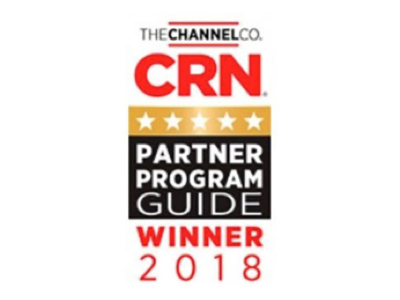 THECHANNELCO.
CRN®
PARTNER
PROGRAM
GUIDE
WINNER
2018